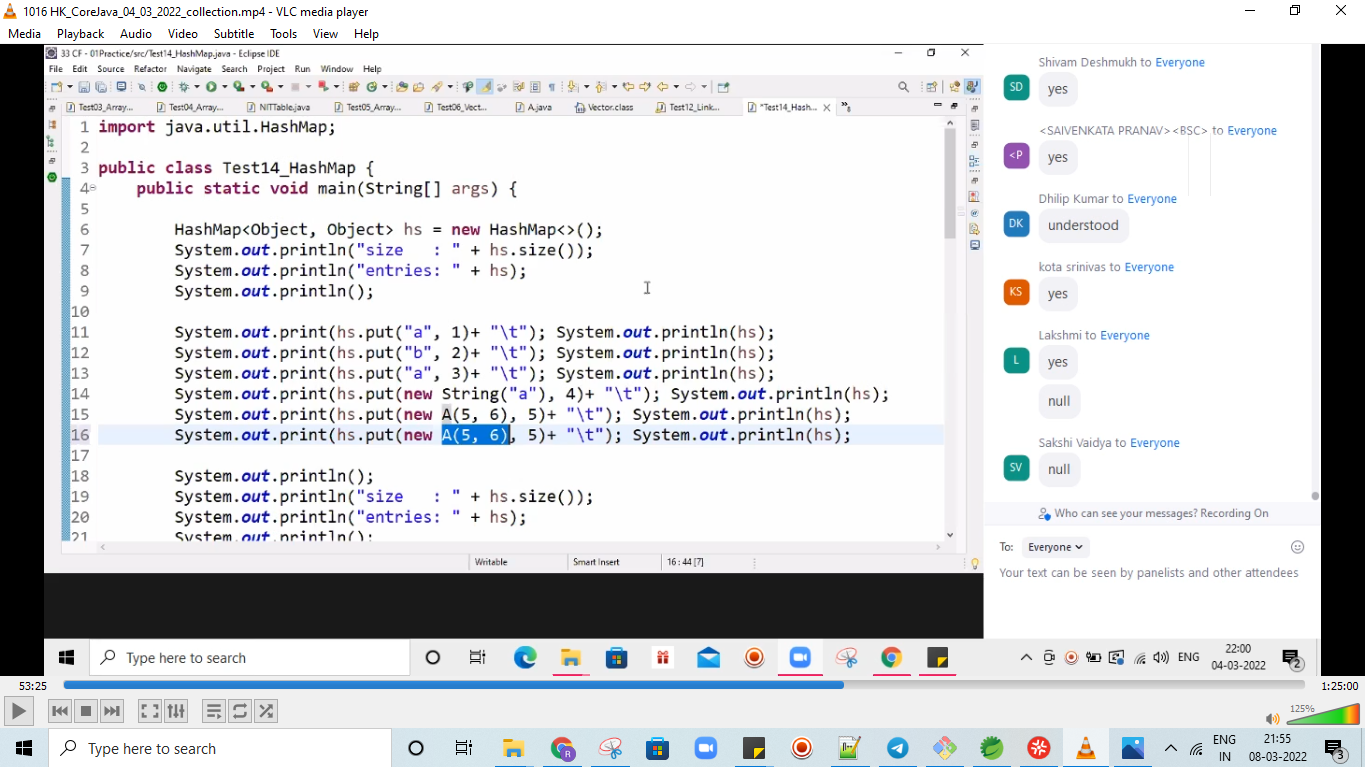 1016 HK_CoreJava_04_03_2022_collection.mp4 - VLC media player
Media Playback Audio Video Subtitle Tools View Help
33 CF - 01Practice/src/Test14_HashMap.java - Eclipse IDE
File Edit Source Refactor Navigate Search Project Run Window Help
Test03_Array... Test04_Array... NITTable.java Test05_Array... Test06_Vect... A.java Vector.class Test12_Link... *Test14_Hash...
1 import java.util.HashMap;
2
3 public class Test14_HashMap {
4 public static void main(String[] args) {
5
6 HashMap<Object, Object> hs = new HashMap<>();
7 System.out.println("size   : " + hs.size());
8 System.out.println("entries: " + hs);
9 System.out.println();
10
11 System.out.print(hs.put("a", 1)+ "\t"); System.out.println(hs);
12 System.out.print(hs.put("b", 2)+ "\t"); System.out.println(hs);
13 System.out.print(hs.put("a", 3)+ "\t"); System.out.println(hs);
14 System.out.print(hs.put(new String("a"), 4)+ "\t"); System.out.println(hs);
15 System.out.print(hs.put(new A(5, 6), 5)+ "\t"); System.out.println(hs);
16 System.out.print(hs.put(new A(5, 6), 5)+ "\t"); System.out.println(hs);
17
18 System.out.println();
19 System.out.println("size   : " + hs.size());
20 System.out.println("entries: " + hs);
21 System.out.println();
Writable Smart Insert 16 : 44 [7]
Shivam Deshmukh to Everyone
SD yes
<SAIVENKATA PRANAV><BSC> to Everyone
<P yes
Dhilip Kumar to Everyone
DK understood
kota srinivas to Everyone
KS yes
Lakshmi to Everyone
L yes
null
Sakshi Vaidya to Everyone
SV null
Who can see your messages? Recording On
To: Everyone
Your text can be seen by panelists and other attendees
Type here to search
ENG
22:00
04-03-2022
2
53:25
1:25:00
125%
Type here to search
R
ENG
IN
21:55
08-03-2022
3